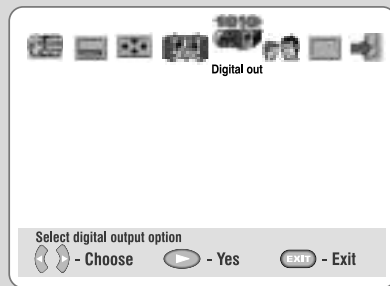 1010
Digital out
Select digital output option
- Choose - Yes EXIT - Exit